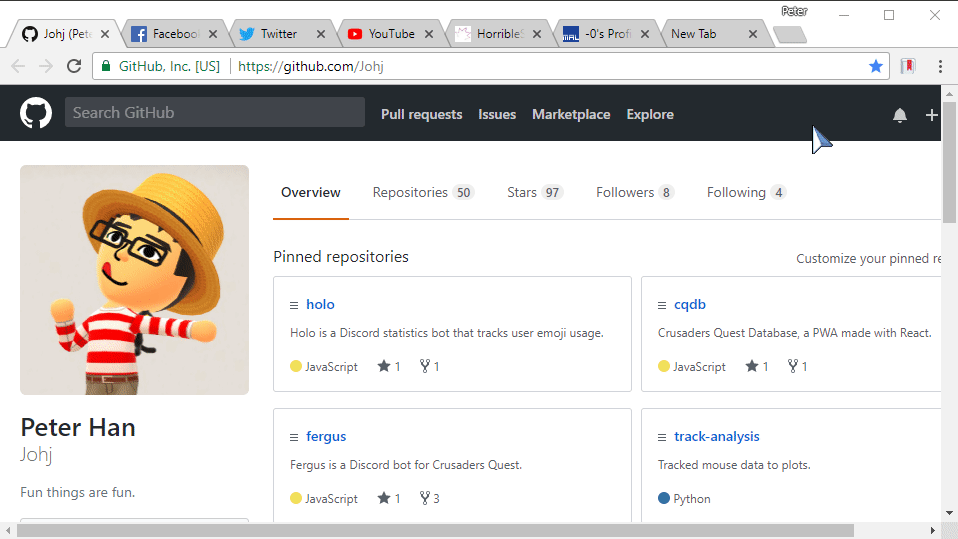 Peter
Johj (Pete
Facebook
Twitter
YouTube
HorribleS
MAL
-0's Profi
New Tab
GitHub, Inc. [US]
https://github.com/Johj
Search GitHub
Pull requests
Issues
Marketplace
Explore
Overview
Repositories 50
Stars 97
Followers 8
Following 4
Pinned repositories
Customize your pinned re
holo
Holo is a Discord statistics bot that tracks user emoji usage.
JavaScript 1 1
cqdb
Crusaders Quest Database, a PWA made with React.
JavaScript 1 1
fergus
Fergus is a Discord bot for Crusaders Quest.
JavaScript 1 3
track-analysis
Tracked mouse data to plots.
Python
Peter Han
Johj
Fun things are fun.